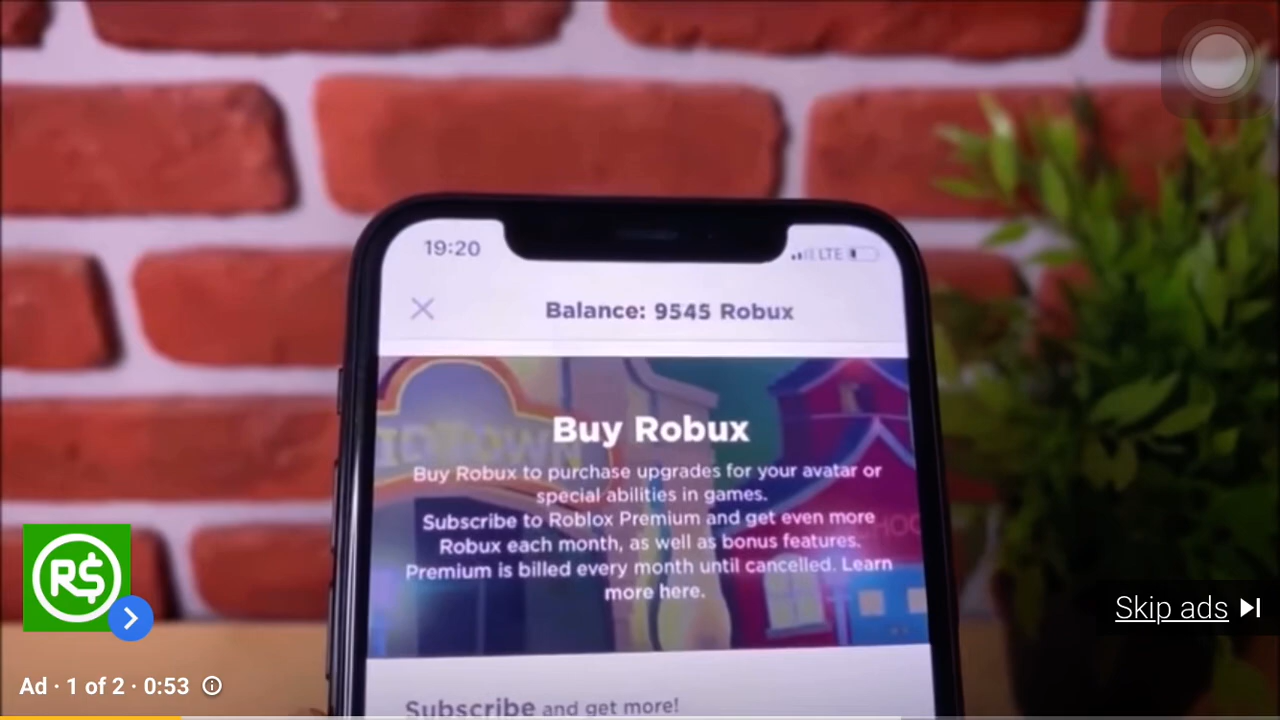 19:20
LTE
Balance: 9545 Robux
Buy Robux
Buy Robux to purchase upgrades for your avatar or
special abilities in games.
Subscribe to Roblox Premium and get even more
Robux each month, as well as bonus features.
Premium is billed every month until cancelled. Learn
more here.
Subscribe and get more!
R$
Skip ads
Ad · 1 of 2 · 0:53